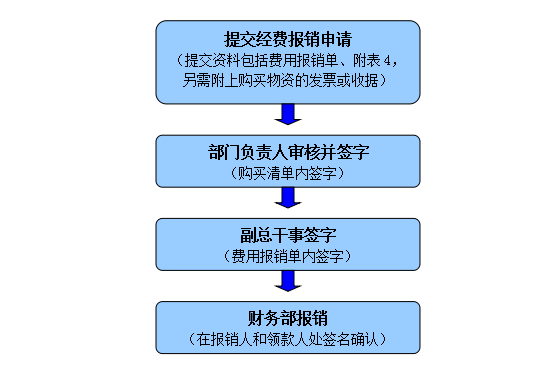 提交经费报销申请
（提交资料包括费用报销单、附表 4，
另需附上购买物资的发票或收据）
部门负责人审核并签字
（购买清单内签字）
副总干事签字
（费用报销单内签字）
财务部报销
（在报销人和领款人处签名确认）